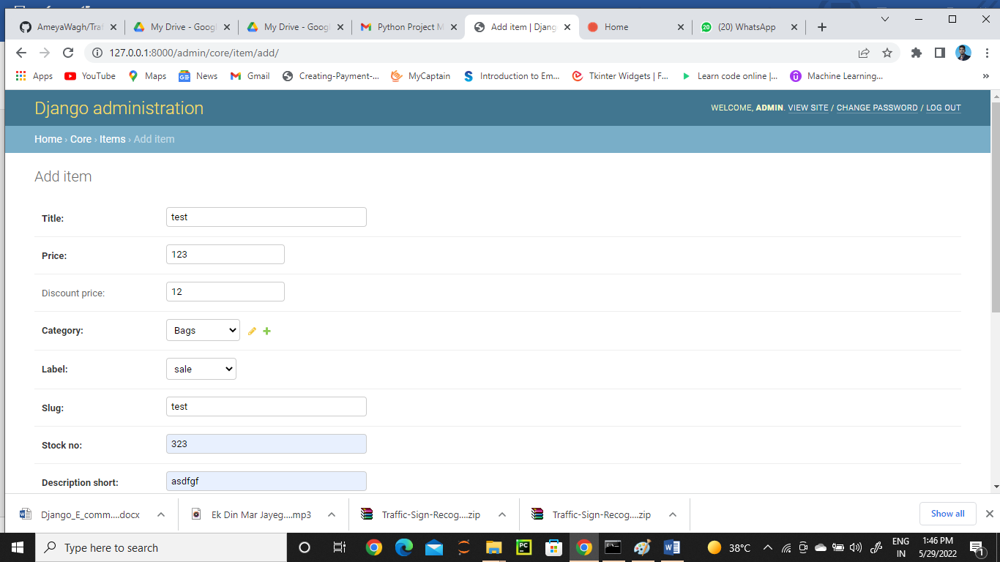 AmeyaWagh/Tra
My Drive - Googl
My Drive - Googl
Python Project M
Add item | Djang
Home
(20) WhatsApp
127.0.0.1:8000/admin/core/item/add/
Apps
YouTube
Maps
News
Gmail
Creating-Payment-...
MyCaptain
Introduction to Em...
Tkinter Widgets | F...
Learn code online |...
Machine Learning...
»
Django administration
WELCOME, ADMIN. VIEW SITE / CHANGE PASSWORD / LOG OUT
Home › Core › Items › Add item
Add item
Title: test
Price: 123
Discount price: 12
Category: Bags
Label: sale
Slug: test
Stock no: 323
Description short: asdfgf
Django_E_comm....docx
Ek Din Mar Jayeg....mp3
Traffic-Sign-Recog....zip
Traffic-Sign-Recog....zip
Show all
Type here to search
38°C
ENG
IN
1:46 PM
5/29/2022
1